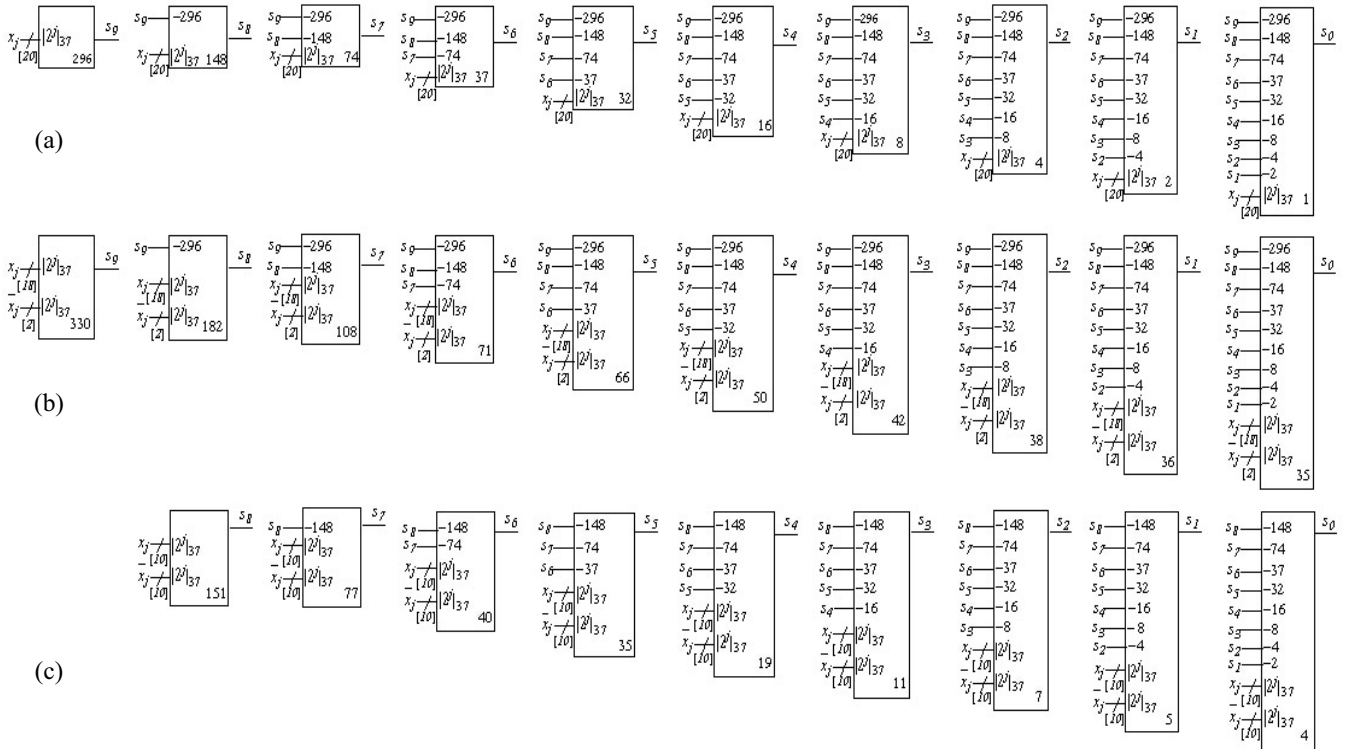 x_j |2^j|_37 s_9
[20] 296
s_9 −296 s_8
x_j |2^j|_37 148
[20]
s_9 −296 s_7
s_8 −148
x_j |2^j|_37 74
[20]
s_9 −296 s_6
s_8 −148
s_7 −74
x_j |2^j|_37 37
[20]
s_9 −296 s_5
s_8 −148
s_7 −74
s_6 −37
x_j |2^j|_37 32
[20]
s_9 −296 s_4
s_8 −148
s_7 −74
s_6 −37
s_5 −32
x_j |2^j|_37 16
[20]
s_9 −296 s_3
s_8 −148
s_7 −74
s_6 −37
s_5 −32
s_4 −16
x_j |2^j|_37 8
[20]
s_9 −296 s_2
s_8 −148
s_7 −74
s_6 −37
s_5 −32
s_4 −16
s_3 −8
x_j |2^j|_37 4
[20]
s_9 −296 s_1
s_8 −148
s_7 −74
s_6 −37
s_5 −32
s_4 −16
s_3 −8
s_2 −4
x_j |2^j|_37 2
[20]
s_9 −296 s_0
s_8 −148
s_7 −74
s_6 −37
s_5 −32
s_4 −16
s_3 −8
s_2 −4
s_1 −2
x_j |2^j|_37 1
[20]
(a)
x_j |2^j|_37 s_9
[18]
x̄_j |2^j|_37
[2] 330
s_9 −296 s_8
x_j |2^j|_37
[18]
x̄_j |2^j|_37
[2] 182
s_9 −296 s_7
s_8 −148
x_j |2^j|_37
[18]
x̄_j |2^j|_37
[2] 108
s_9 −296 s_6
s_8 −148
s_7 −74
x_j |2^j|_37
[18]
x̄_j |2^j|_37
[2] 71
s_9 −296 s_5
s_8 −148
s_7 −74
s_6 −37
x_j |2^j|_37
[18]
x̄_j |2^j|_37
[2] 66
s_9 −296 s_4
s_8 −148
s_7 −74
s_6 −37
s_5 −32
x_j |2^j|_37
[18]
x̄_j |2^j|_37
[2] 50
s_9 −296 s_3
s_8 −148
s_7 −74
s_6 −37
s_5 −32
s_4 −16
x_j |2^j|_37
[18]
x̄_j |2^j|_37
[2] 42
s_9 −296 s_2
s_8 −148
s_7 −74
s_6 −37
s_5 −32
s_4 −16
s_3 −8
x_j |2^j|_37
[18]
x̄_j |2^j|_37
[2] 38
s_9 −296 s_1
s_8 −148
s_7 −74
s_6 −37
s_5 −32
s_4 −16
s_3 −8
s_2 −4
x_j |2^j|_37
[18]
x̄_j |2^j|_37
[2] 36
s_9 −296 s_0
s_8 −148
s_7 −74
s_6 −37
s_5 −32
s_4 −16
s_3 −8
s_2 −4
s_1 −2
x_j |2^j|_37
[18]
x̄_j |2^j|_37
[2] 35
(b)
x_j |2^j|_37 s_8
[10]
x̄_j |2^j|_37
[10] 151
s_8 −148 s_7
x_j |2^j|_37
[10]
x̄_j |2^j|_37
[10] 77
s_8 −148 s_6
s_7 −74
x_j |2^j|_37
[10]
x̄_j |2^j|_37
[10] 40
s_8 −148 s_5
s_7 −74
s_6 −37
x_j |2^j|_37
[10]
x̄_j |2^j|_37
[10] 35
s_8 −148 s_4
s_7 −74
s_6 −37
s_5 −32
x_j |2^j|_37
[10]
x̄_j |2^j|_37
[10] 19
s_8 −148 s_3
s_7 −74
s_6 −37
s_5 −32
s_4 −16
x_j |2^j|_37
[10]
x̄_j |2^j|_37
[10] 11
s_8 −148 s_2
s_7 −74
s_6 −37
s_5 −32
s_4 −16
s_3 −8
x_j |2^j|_37
[10]
x̄_j |2^j|_37
[10] 7
s_8 −148 s_1
s_7 −74
s_6 −37
s_5 −32
s_4 −16
s_3 −8
s_2 −4
x_j |2^j|_37
[10]
x̄_j |2^j|_37
[10] 5
s_8 −148 s_0
s_7 −74
s_6 −37
s_5 −32
s_4 −16
s_3 −8
s_2 −4
s_1 −2
x_j |2^j|_37
[10]
x̄_j |2^j|_37
[10] 4
(c)